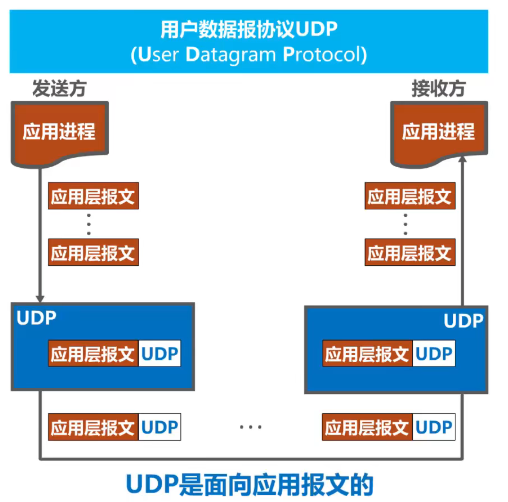 用户数据报协议UDP
(User Datagram Protocol)
发送方
接收方
应用进程
应用进程
应用层报文
应用层报文
应用层报文
应用层报文
UDP
UDP
应用层报文 UDP
应用层报文 UDP
应用层报文 UDP
…
应用层报文 UDP
UDP是面向应用报文的